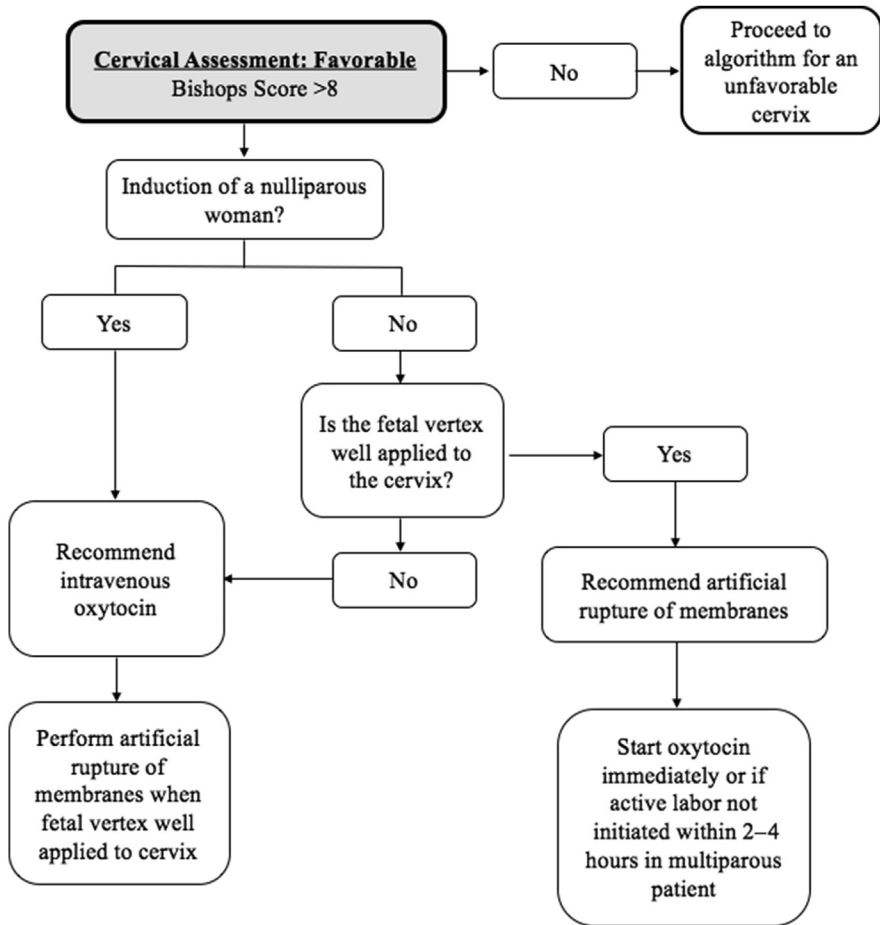 Cervical Assessment: Favorable
Bishops Score >8
No
Proceed to
algorithm for an
unfavorable
cervix
Induction of a nulliparous
woman?
Yes
No
Is the fetal vertex
well applied to
the cervix?
Yes
No
Recommend
intravenous
oxytocin
Recommend artificial
rupture of membranes
Perform artificial
rupture of
membranes when
fetal vertex well
applied to cervix
Start oxytocin
immediately or if
active labor not
initiated within 2–4
hours in multiparous
patient